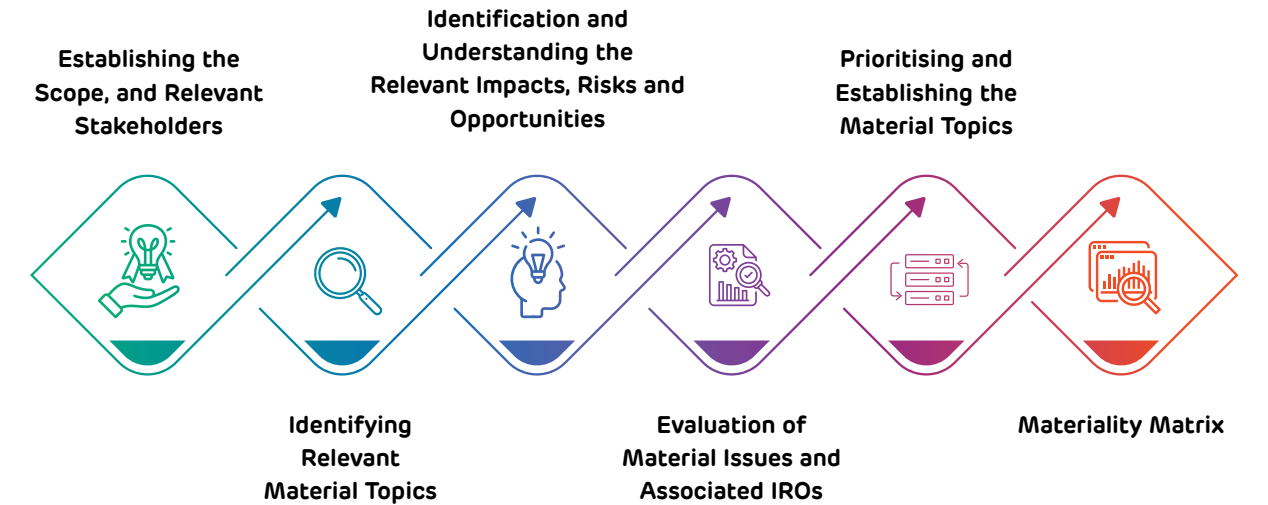 Establishing the
Scope, and Relevant
Stakeholders
Identifying
Relevant
Material Topics
Identification and
Understanding the
Relevant Impacts, Risks and
Opportunities
Evaluation of
Material Issues and
Associated IROs
Prioritising and
Establishing the
Material Topics
Materiality Matrix